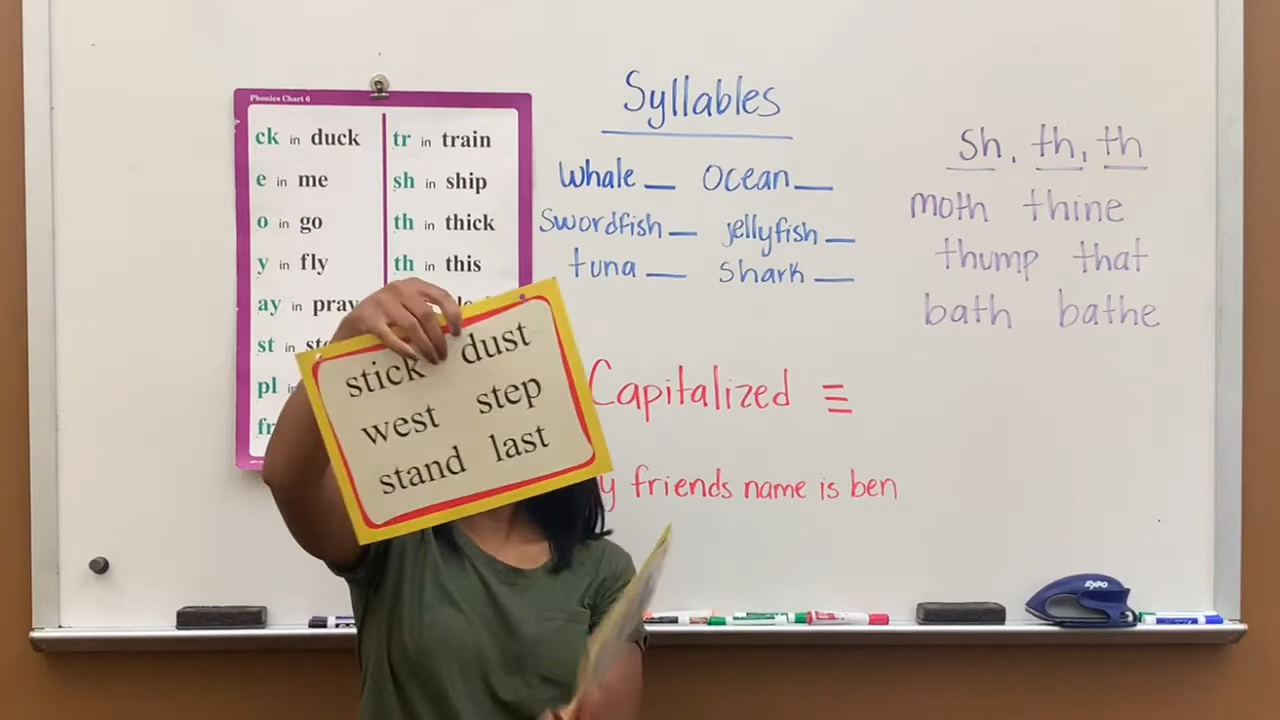 Phonics Chart 6
ck in duck
e in me
o in go
y in fly
ay in pray
st in
pl
fr
tr in train
sh in ship
th in thick
th in this
stick dust
west step
stand last
Syllables
whale __ ocean __
swordfish __ jellyfish __
tuna __ shark __
Capitalized ≡
y friends name is ben
sh, th, th
moth thine
thump that
bath bathe
EXPO